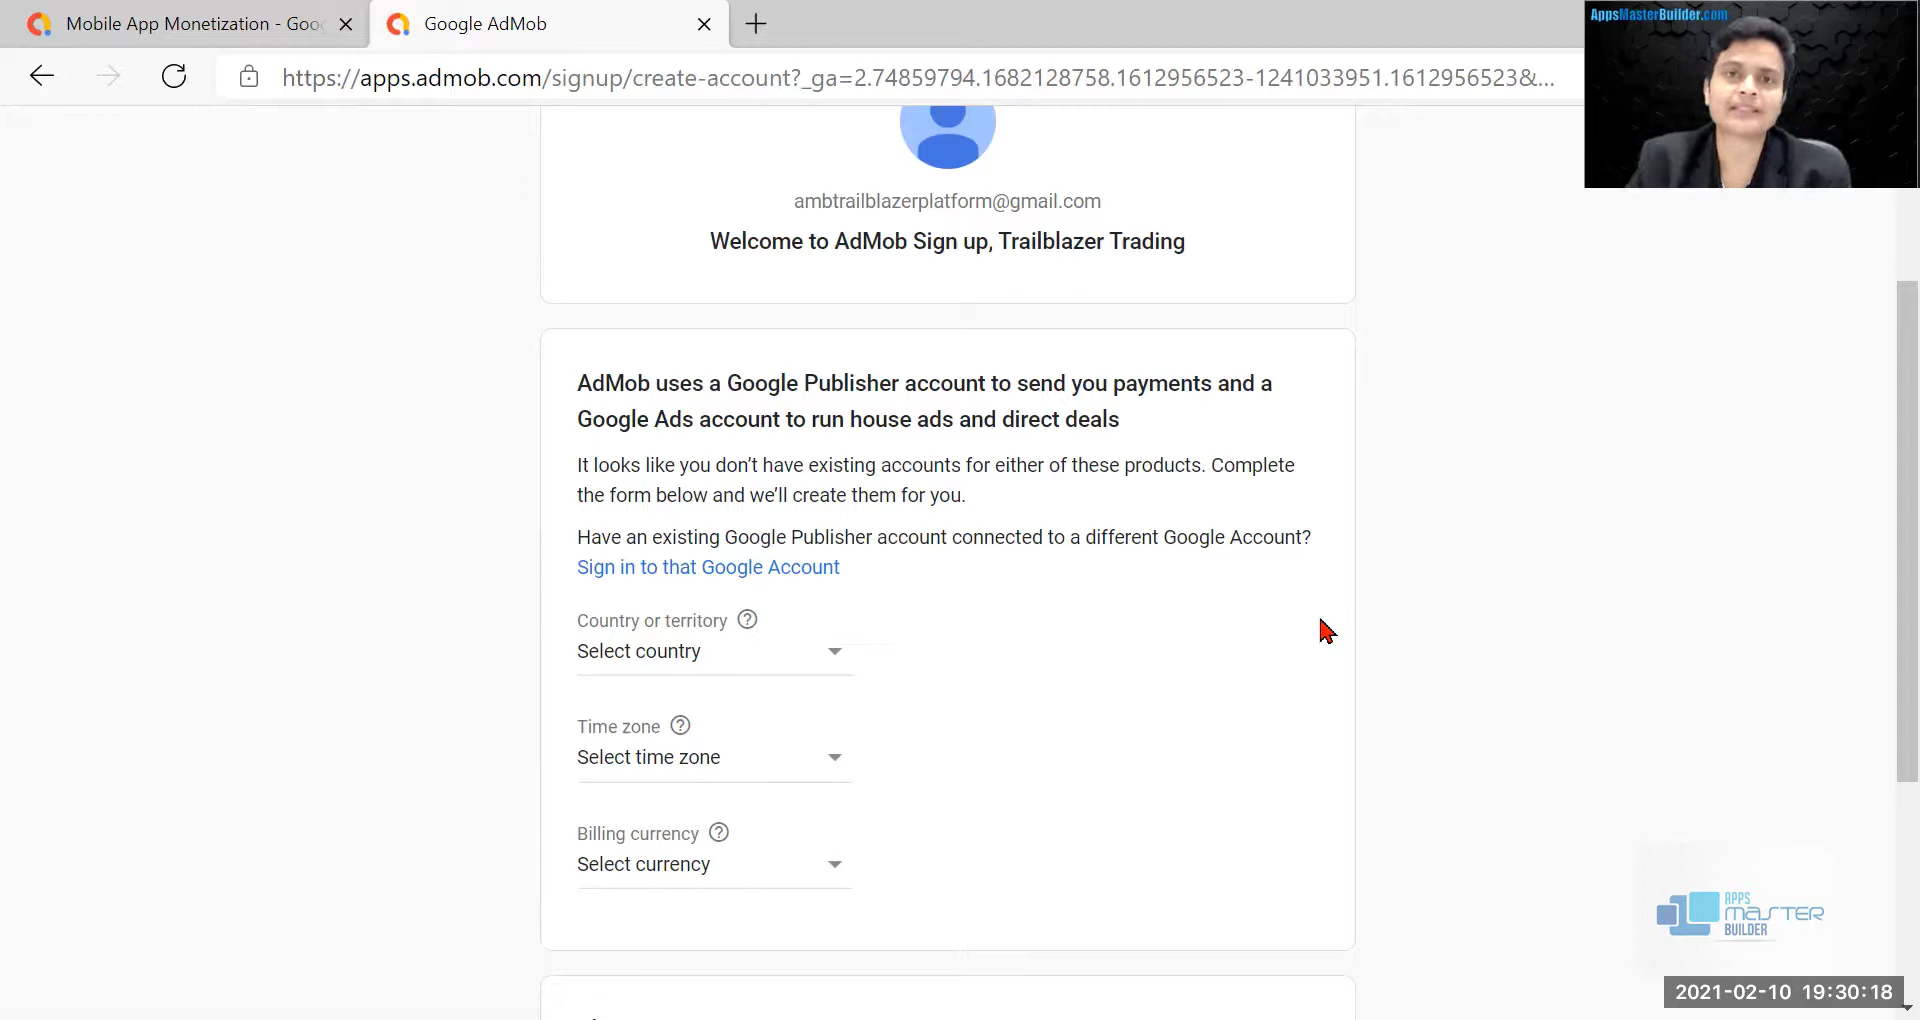 Mobile App Monetization - Goo
Google AdMob
https://apps.admob.com/signup/create-account?_ga=2.74859794.1682128758.1612956523-1241033951.1612956523&...
AppsMasterBuilder.com
ambtrailblazerplatform@gmail.com
Welcome to AdMob Sign up, Trailblazer Trading
AdMob uses a Google Publisher account to send you payments and a
Google Ads account to run house ads and direct deals
It looks like you don’t have existing accounts for either of these products. Complete
the form below and we’ll create them for you.
Have an existing Google Publisher account connected to a different Google Account?
Sign in to that Google Account
Country or territory
Select country
Time zone
Select time zone
Billing currency
Select currency
APPS
MASTER
BUILDER
2021-02-10 19:30:18